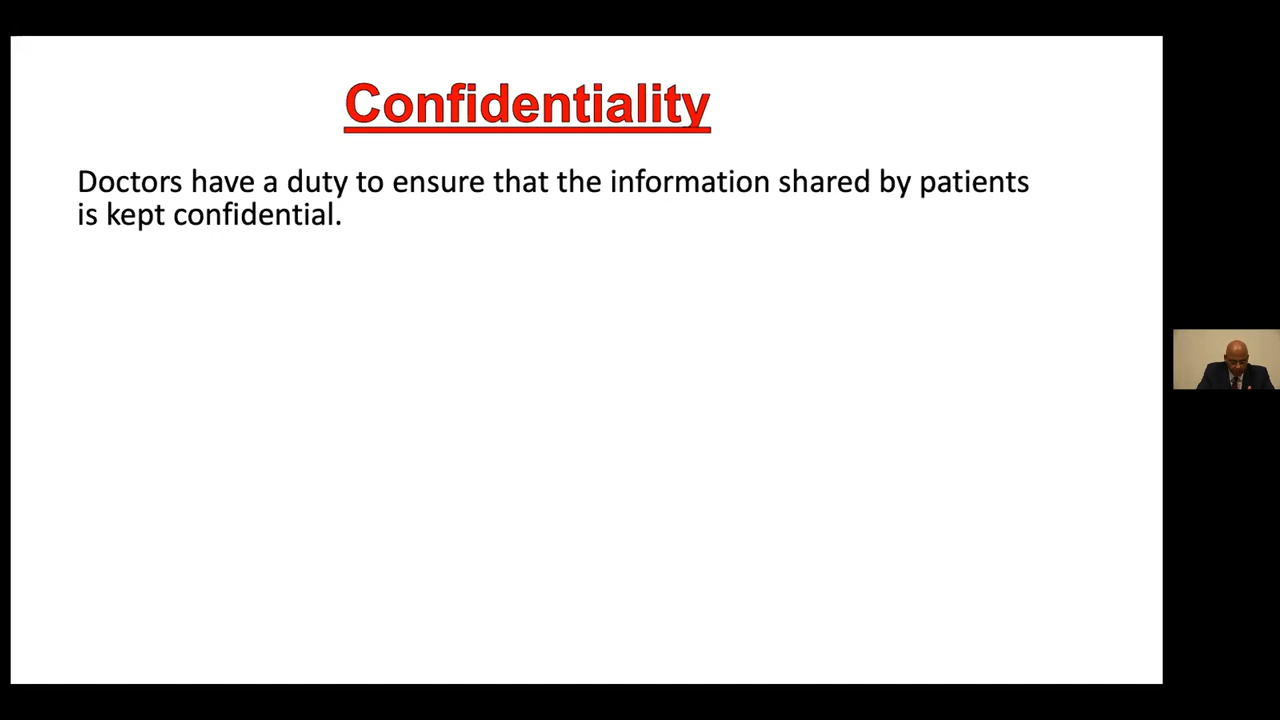 Confidentiality
Doctors have a duty to ensure that the information shared by patients
is kept confidential.